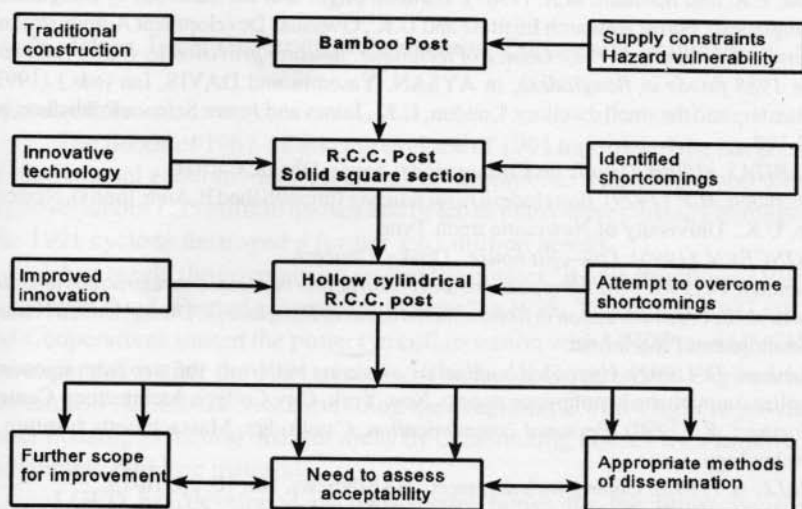 Traditional
construction
Bamboo Post
Supply constraints
Hazard vulnerability
Innovative
technology
R.C.C. Post
Solid square section
Identified
shortcomings
Improved
innovation
Hollow cylindrical
R.C.C. post
Attempt to overcome
shortcomings
Further scope
for improvement
Need to assess
acceptability
Appropriate methods
of dissemination